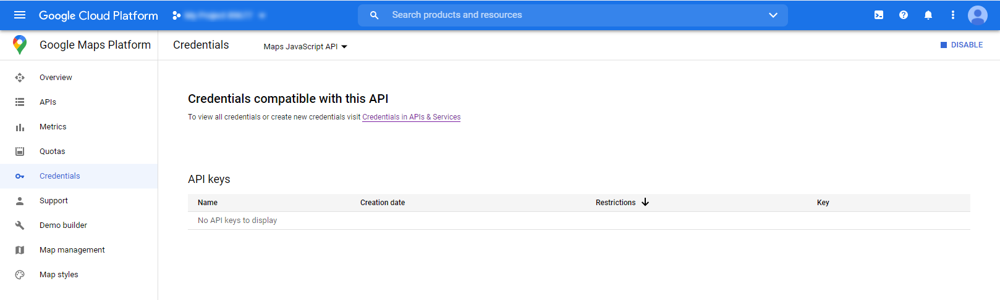 Google Cloud Platform
Search products and resources
Google Maps Platform
Credentials
Maps JavaScript API
DISABLE
Overview
APIs
Metrics
Quotas
Credentials
Support
Demo builder
Map management
Map styles
Credentials compatible with this API
To view all credentials or create new credentials visit Credentials in APIs & Services
API keys
Name Creation date Restrictions Key
No API keys to display